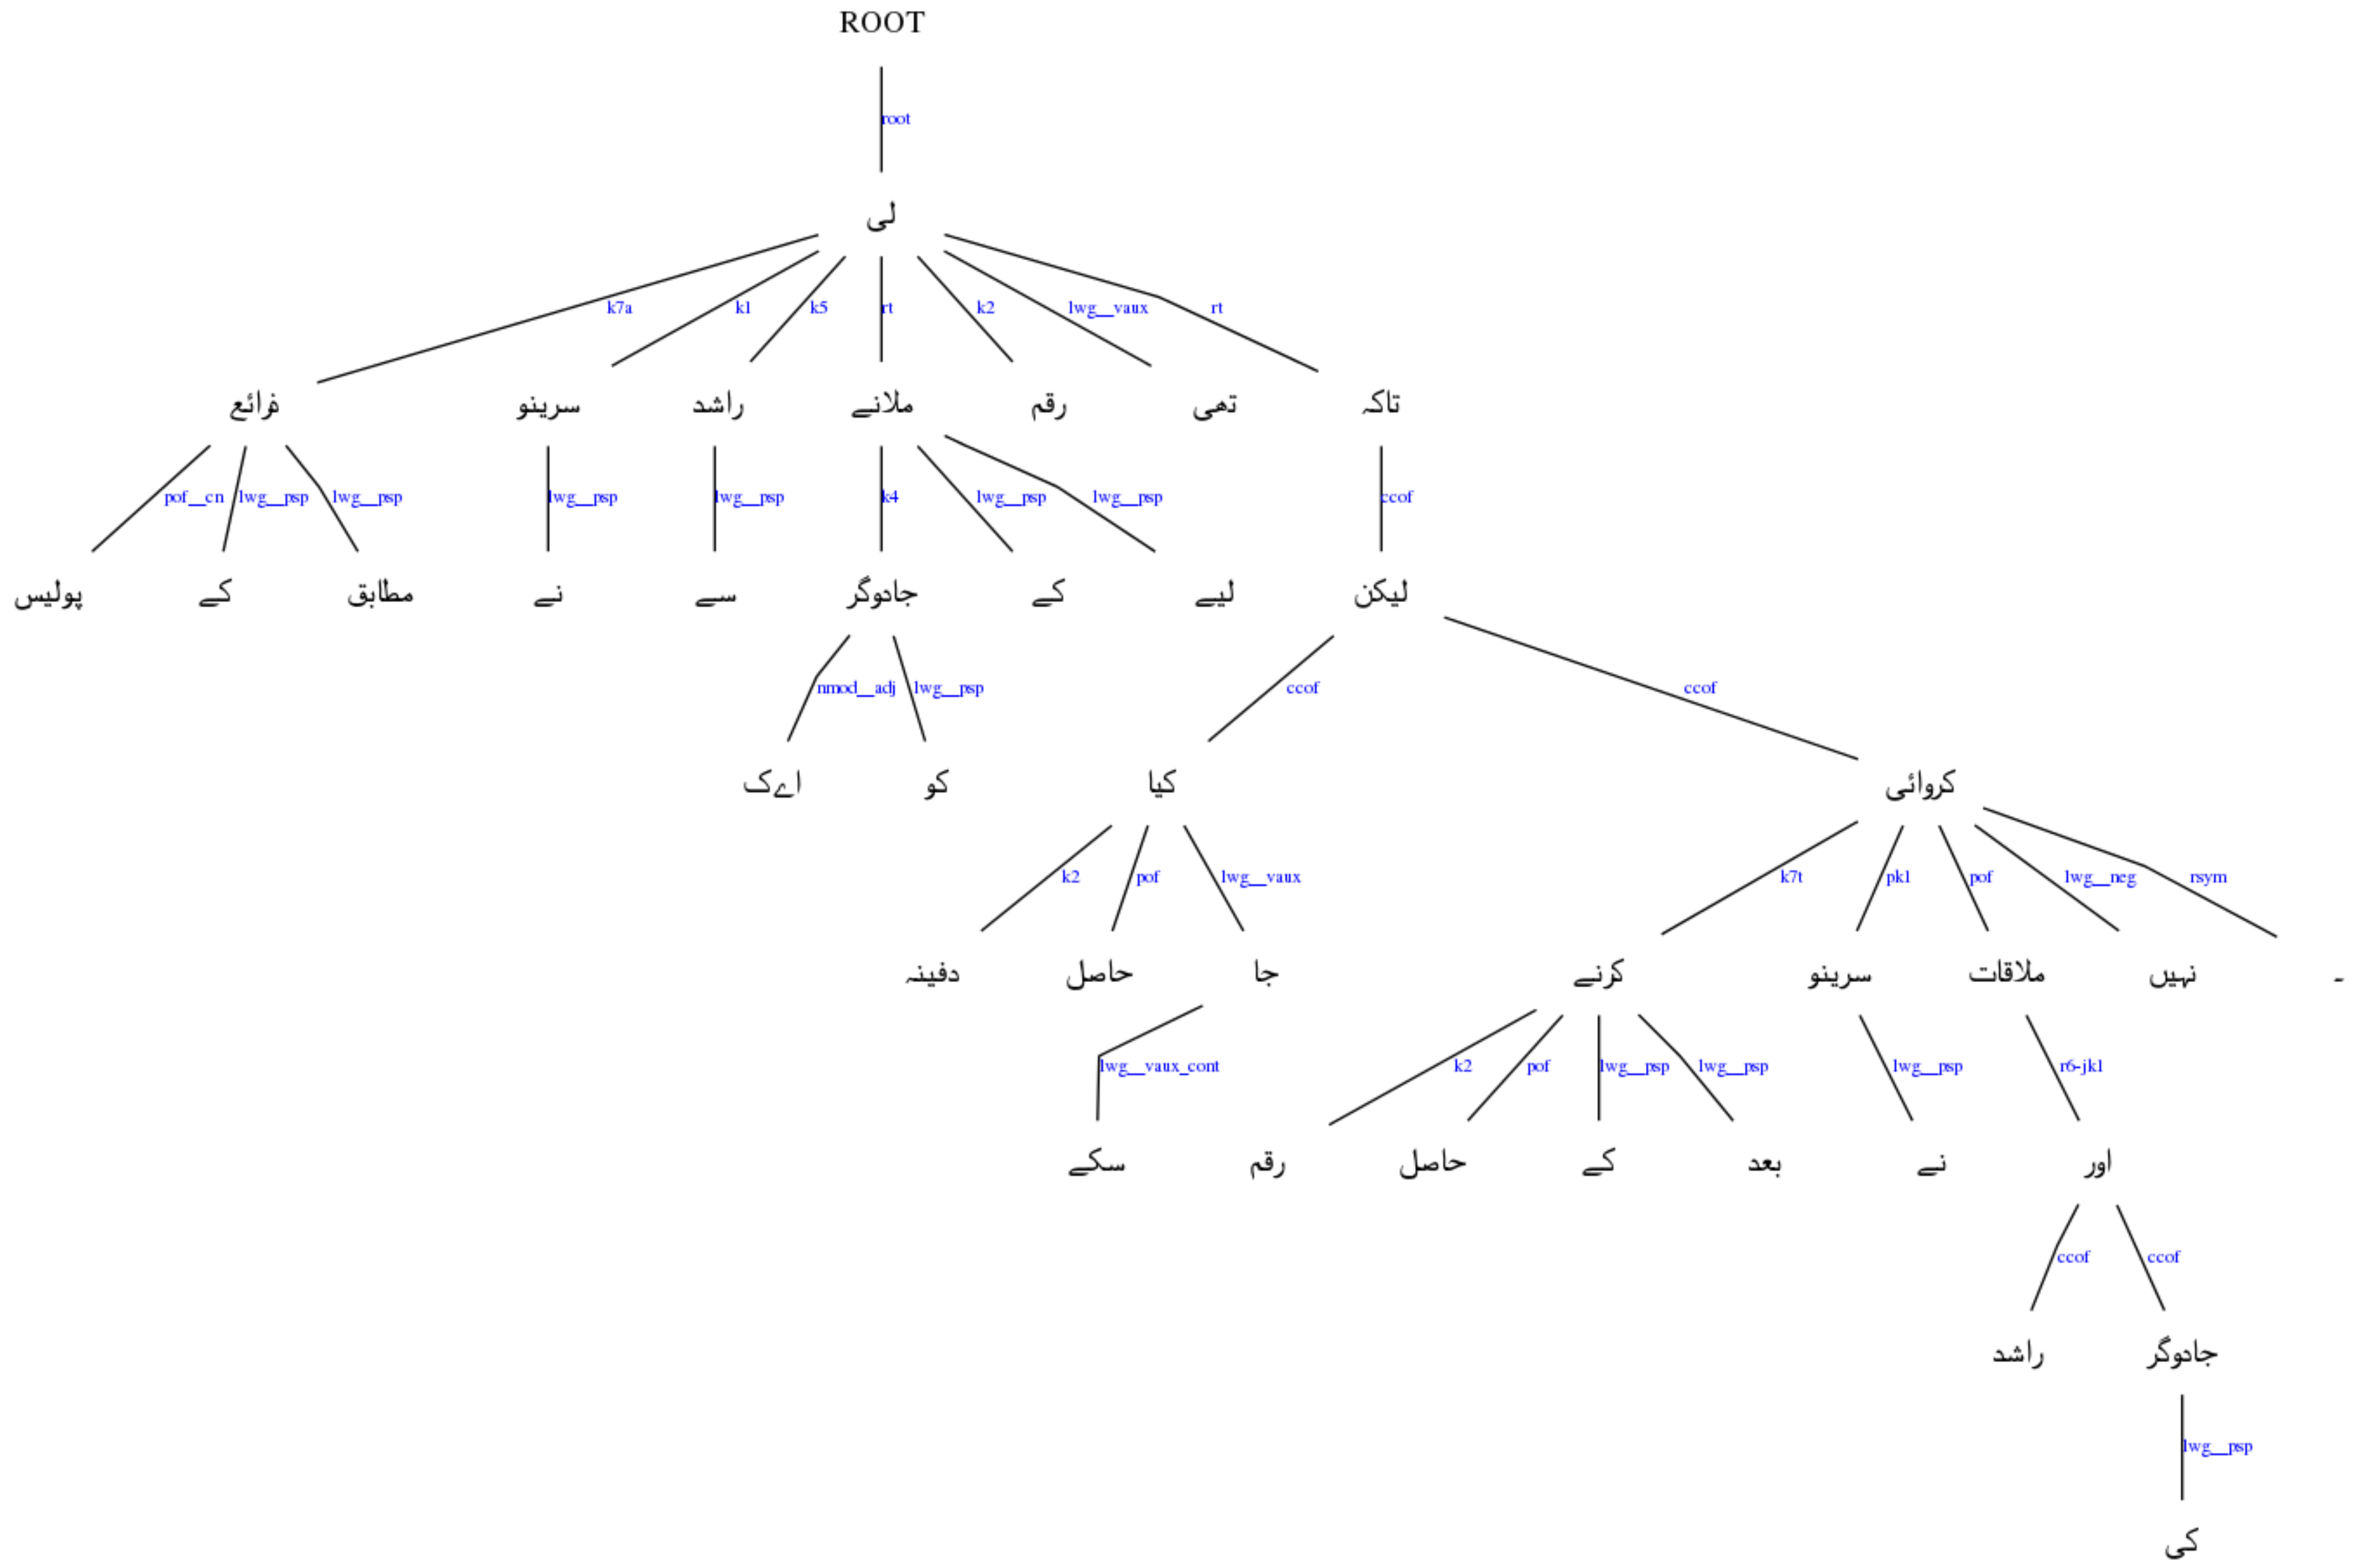 ROOT
root
لی
k7a k1 k5 rt k2 lwg__vaux rt
ذرائع سرینو راشد ملانے رقم تھی تاکہ
pof__cn lwg__psp lwg__psp lwg__psp lwg__psp k4 lwg__psp lwg__psp ccof
پولیس کے مطابق نے سے جادوگر کے لیے لیکن
nmod__adj lwg__psp ccof ccof
اےک کو کیا کروائی
k2 pof lwg__vaux k7t pk1 pof lwg__neg rsym
دفینہ حاصل جا کرنے سرینو ملاقات نہیں ۔
lwg__vaux_cont k2 pof lwg__psp lwg__psp lwg__psp r6-jk1
سکے رقم حاصل کے بعد نے اور
ccof ccof
راشد جادوگر
lwg__psp
کی